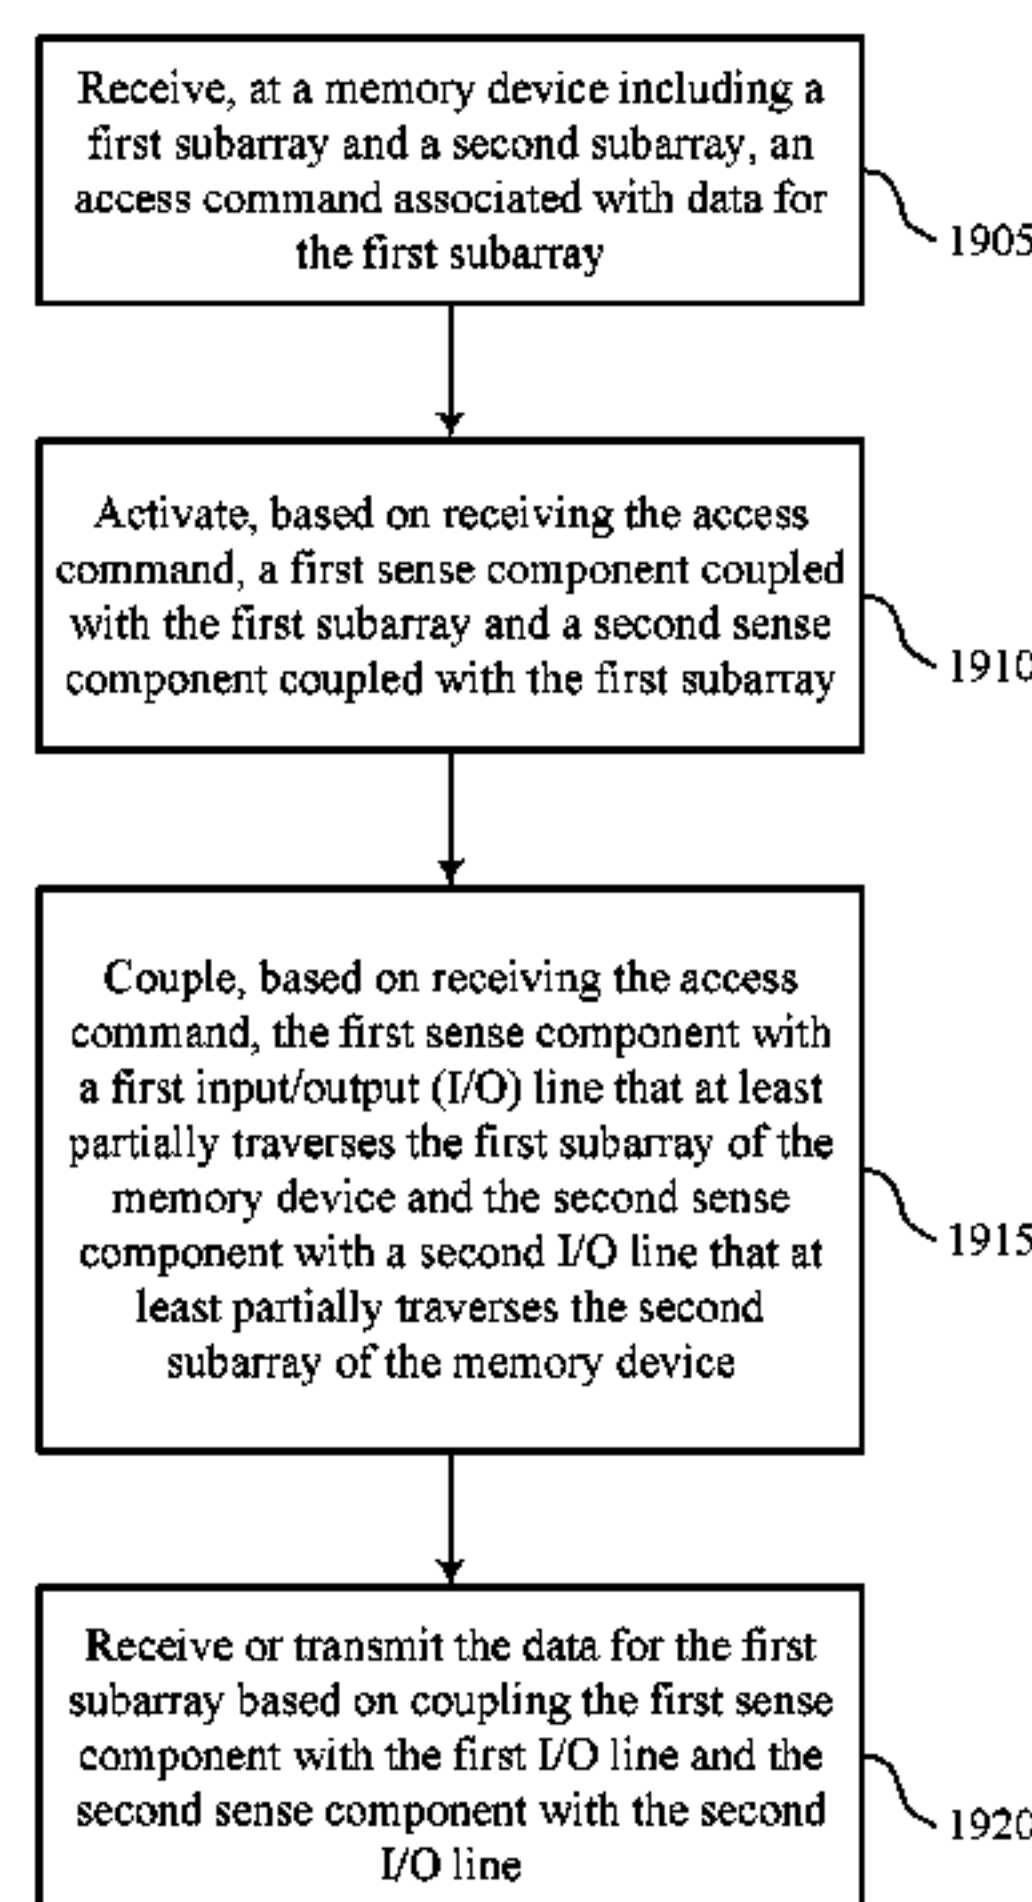 Receive, at a memory device including a
first subarray and a second subarray, an
access command associated with data for
the first subarray
1905
Activate, based on receiving the access
command, a first sense component coupled
with the first subarray and a second sense
component coupled with the first subarray
1910
Couple, based on receiving the access
command, the first sense component with
a first input/output (I/O) line that at least
partially traverses the first subarray of the
memory device and the second sense
component with a second I/O line that at
least partially traverses the second
subarray of the memory device
1915
Receive or transmit the data for the first
subarray based on coupling the first sense
component with the first I/O line and the
second sense component with the second
I/O line
1920